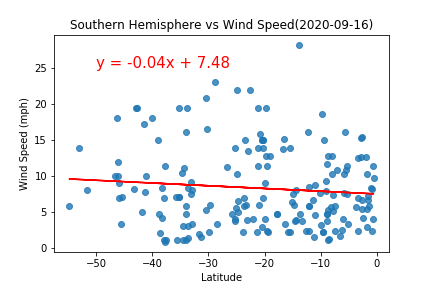 Southern Hemisphere vs Wind Speed(2020-09-16)
y = -0.04x + 7.48
Wind Speed (mph)
25
20
15
10
5
0
−50 −40 −30 −20 −10 0
Latitude